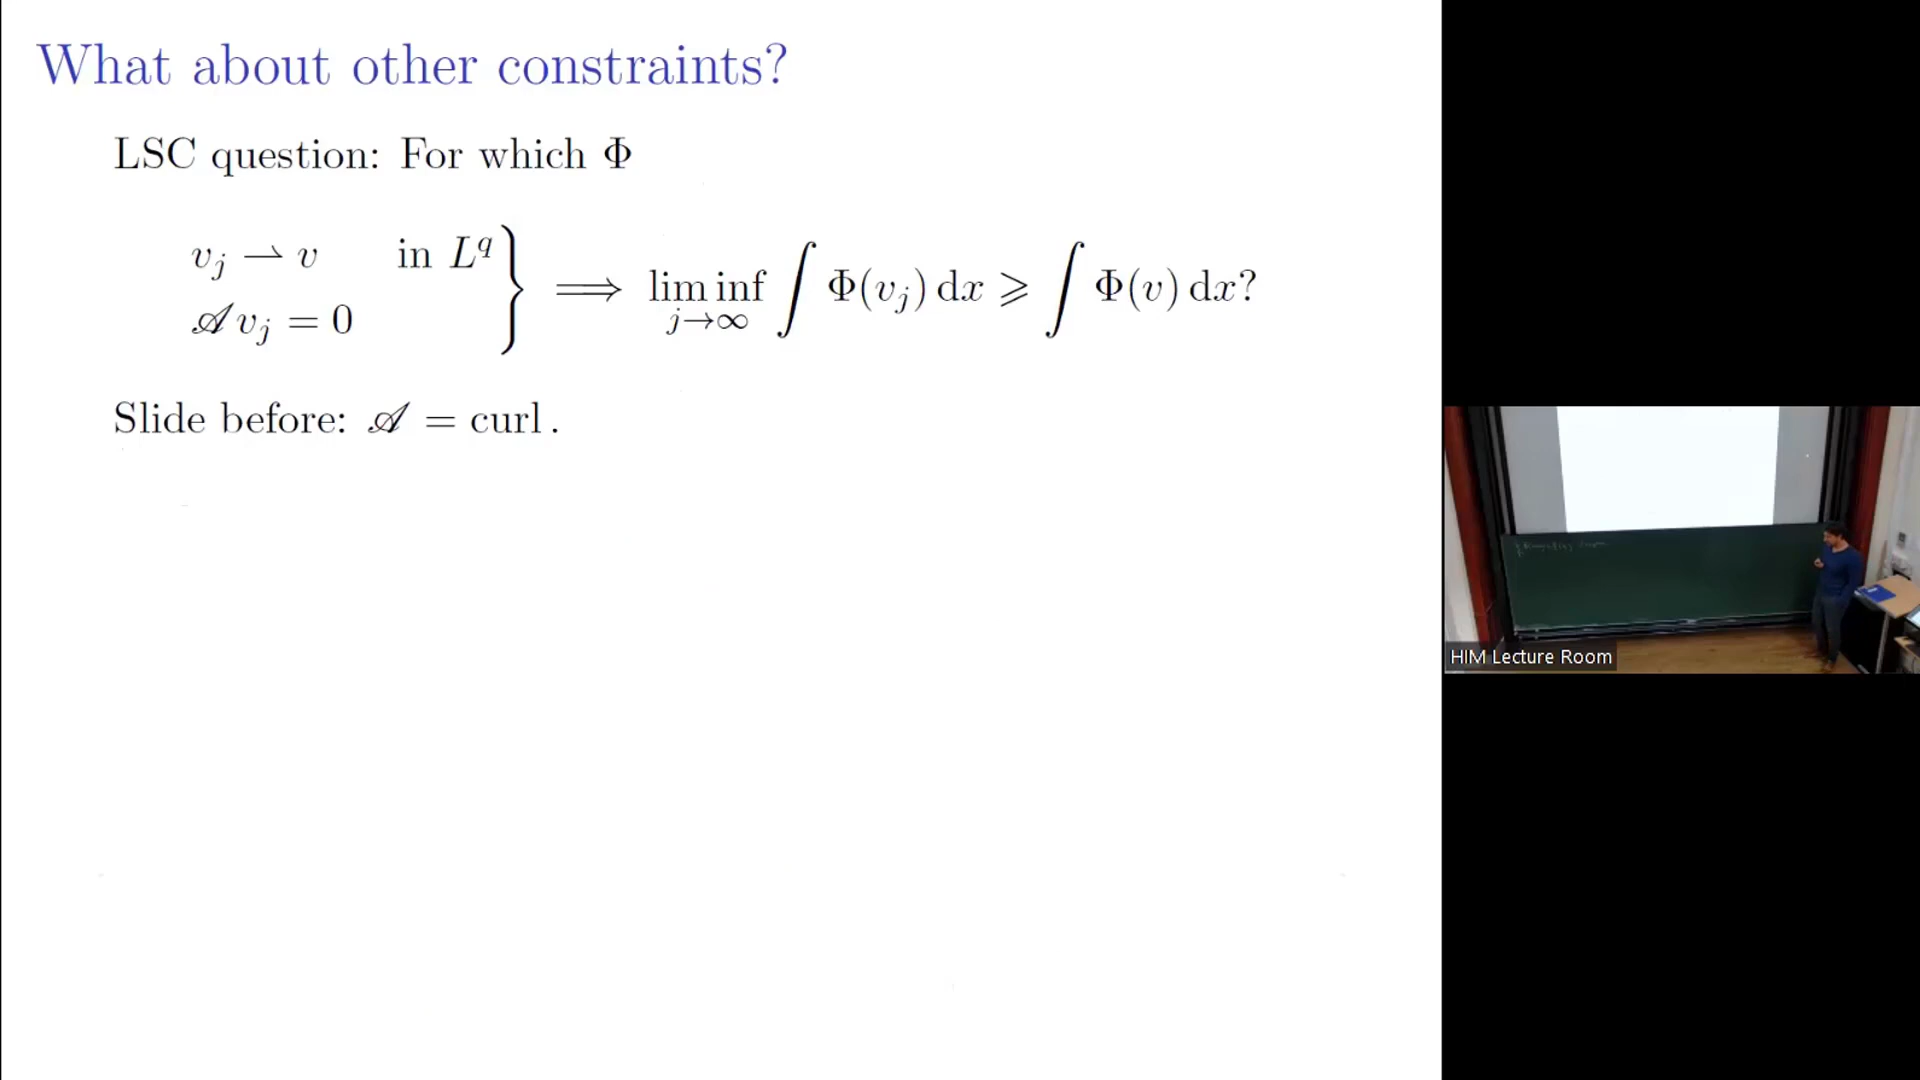 What about other constraints?
LSC question: For which Φ
v_j ⇀ v in L^q
𝒜 v_j = 0
} ⟹ lim inf_{j→∞} ∫ Φ(v_j) dx ⩾ ∫ Φ(v) dx?
Slide before: 𝒜 = curl .
HIM Lecture Room